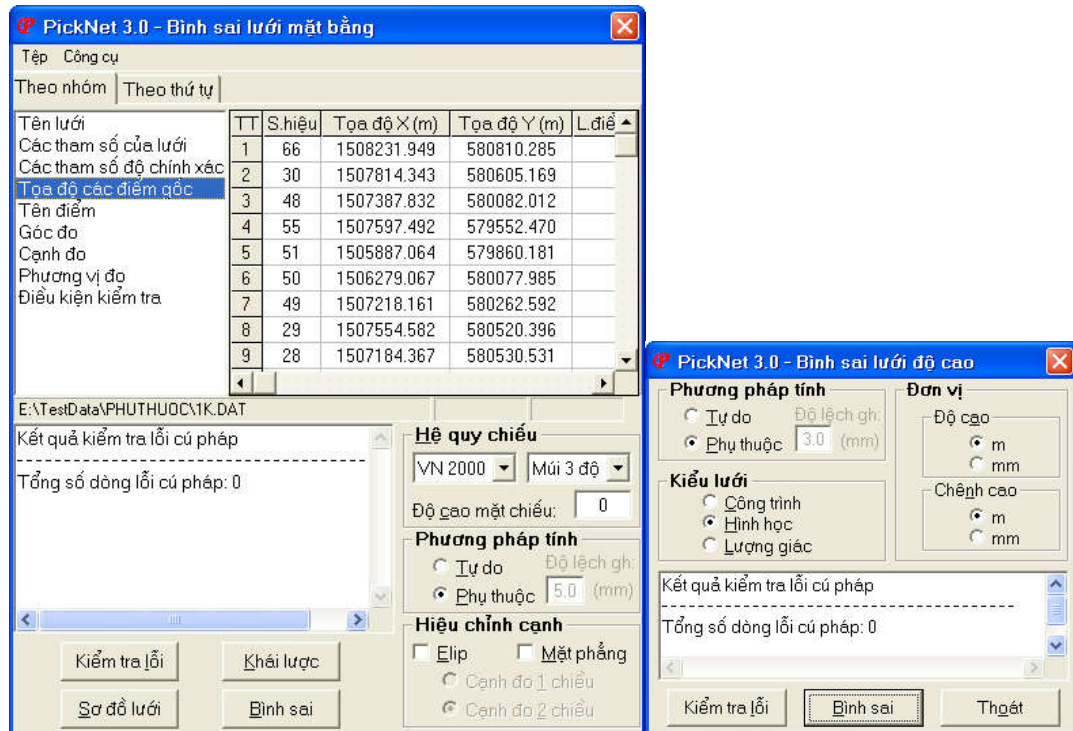 PickNet 3.0 - Bình sai lưới mặt bằng
Tệp Công cụ
Theo nhóm Theo thứ tự
Tên lưới
Các tham số của lưới
Các tham số độ chính xác
Tọa độ các điểm gốc
Tên điểm
Góc đo
Cạnh đo
Phương vị đo
Điều kiện kiểm tra
TT S.hiệu Tọa độ X (m) Tọa độ Y (m) L.điể
1 66 1508231.949 580810.285
2 30 1507814.343 580605.169
3 48 1507387.832 580082.012
4 55 1507597.492 579552.470
5 51 1505887.064 579860.181
6 50 1506279.067 580077.985
7 49 1507218.161 580262.592
8 29 1507554.582 580520.396
9 28 1507184.367 580530.531
E:\TestData\PHUTHUOC\1K.DAT
Kết quả kiểm tra lỗi cú pháp
Tổng số dòng lỗi cú pháp: 0
Hệ quy chiếu
VN 2000 Múi 3 độ
Độ cao mặt chiếu: 0
Phương pháp tính
Tự do Độ lệch gh:
Phụ thuộc 5.0 (mm)
Hiệu chỉnh cạnh
Elip Mặt phẳng
Cạnh đo 1 chiều
Cạnh đo 2 chiều
Kiểm tra lỗi Khái lược
Sơ đồ lưới Bình sai
PickNet 3.0 - Bình sai lưới độ cao
Phương pháp tính
Tự do Độ lệch gh:
Phụ thuộc 3.0 (mm)
Kiểu lưới
Công trình
Hình học
Lượng giác
Đơn vị
Độ cao
m
mm
Chênh cao
m
mm
Kết quả kiểm tra lỗi cú pháp
Tổng số dòng lỗi cú pháp: 0
Kiểm tra lỗi Bình sai Thoát